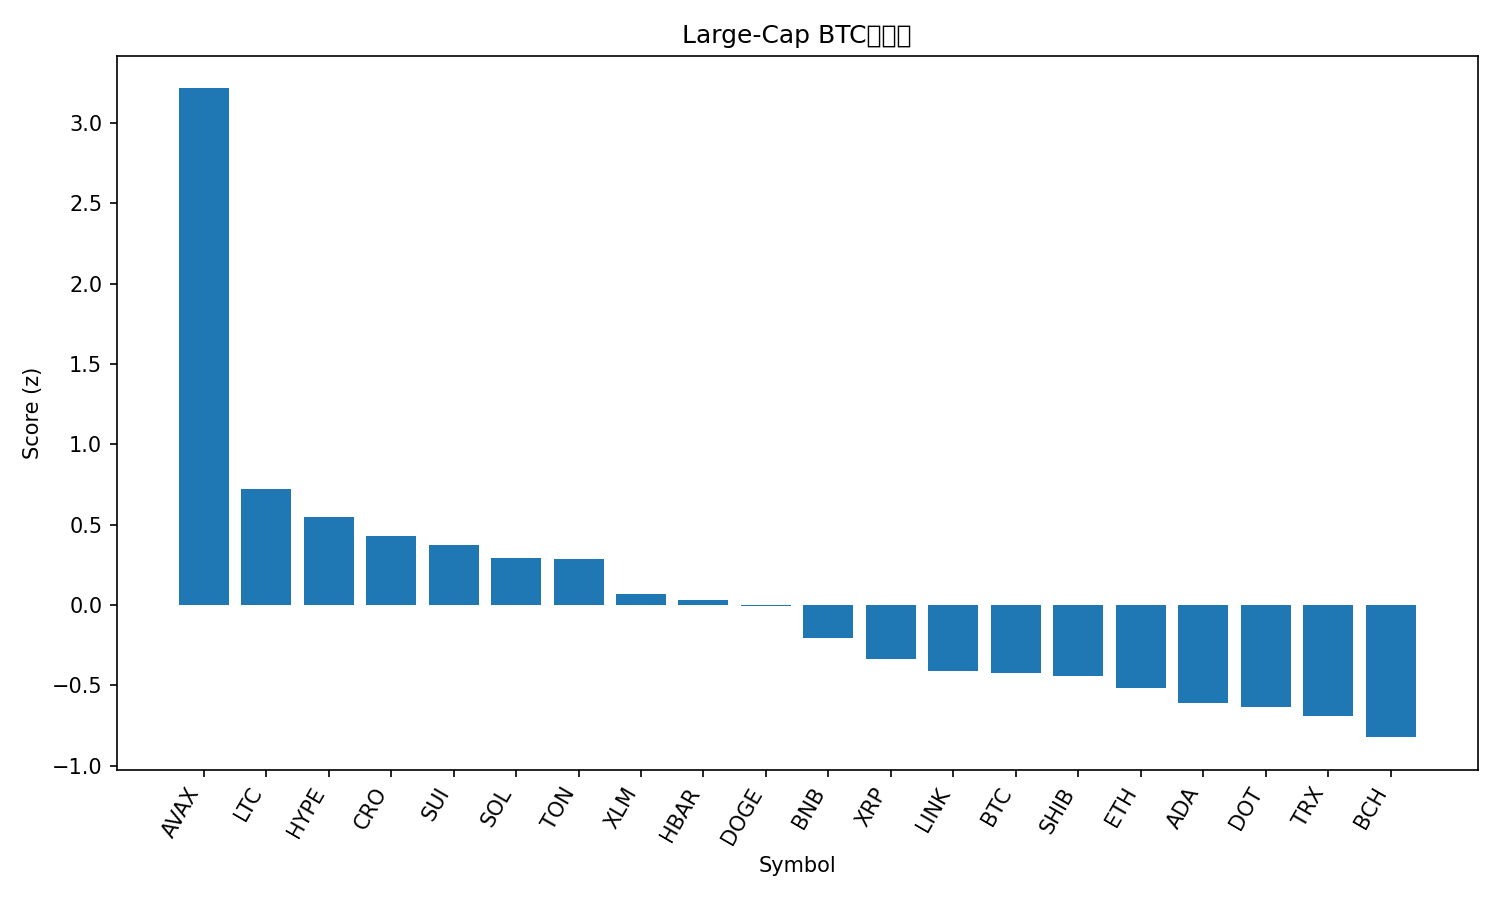 Large-Cap BTC
3.0
2.5
2.0
1.5
1.0
0.5
0.0
−0.5
−1.0
Score (z)
AVAX
LTC
HYPE
CRO
SUI
SOL
TON
XLM
HBAR
DOGE
BNB
XRP
LINK
BTC
SHIB
ETH
ADA
DOT
TRX
BCH
Symbol